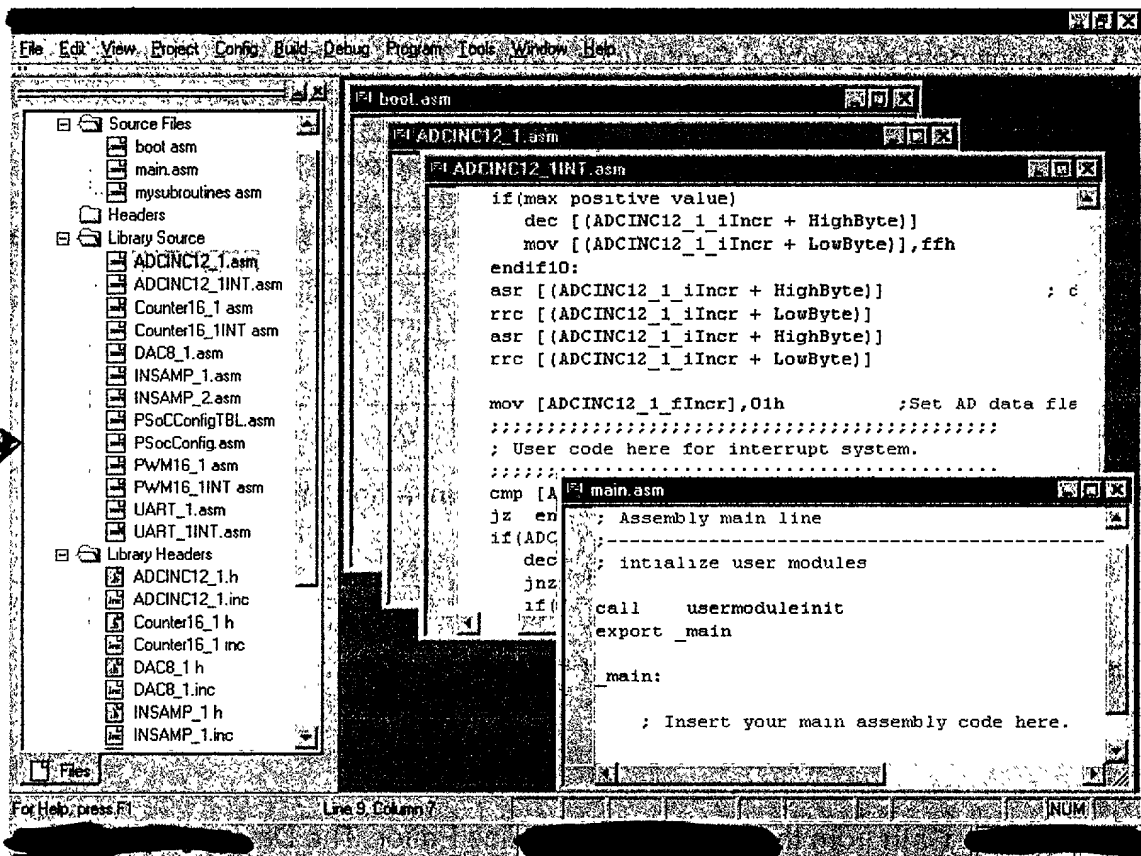 File Edit View Project Config Build Debug Program Tools Window Help
Source Files
boot asm
main.asm
mysubroutines asm
Headers
Library Source
ADCINC12_1.asm
ADCINC12_1INT.asm
Counter16_1 asm
Counter16_1INT asm
DAC8_1.asm
INSAMP_1.asm
INSAMP_2.asm
PSoCConfigTBL.asm
PSocConfig.asm
PWM16_1 asm
PWM16_1INT asm
UART_1.asm
UART_1INT.asm
Library Headers
ADCINC12_1.h
ADCINC12_1.inc
Counter16_1 h
Counter16_1 inc
DAC8_1 h
DAC8_1.inc
INSAMP_1 h
INSAMP_1.inc
Files
boot.asm
ADCINC12_1.asm
ADCINC12_1INT.asm
if(max positive value)
dec [(ADCINC12_1_iIncr + HighByte)]
mov [(ADCINC12_1_iIncr + LowByte)],ffh
endif10:
asr [(ADCINC12_1_iIncr + HighByte)] ; d
rrc [(ADCINC12_1_iIncr + LowByte)]
asr [(ADCINC12_1_iIncr + HighByte)]
rrc [(ADCINC12_1_iIncr + LowByte)]
mov [ADCINC12_1_fIncr],01h ;Set AD data fla
;;;;;;;;;;;;;;;;;;;;;;;;;;;;;;;;;;;;;;;;;;;;;
; User code here for interrupt system.
;;;;;;;;;;;;;;;;;;;;;;;;;;;;;;;;;;;;;;;;;;;;;
cmp [A
jz en
if(ADC
dec
jnz
if(
main.asm
; Assembly main line
;---------------------------------------------
; intialize user modules
call usermoduleinit
export _main
_main:
; Insert your main assembly code here.
For Help, press F1 Line 9, Column 7 NUM